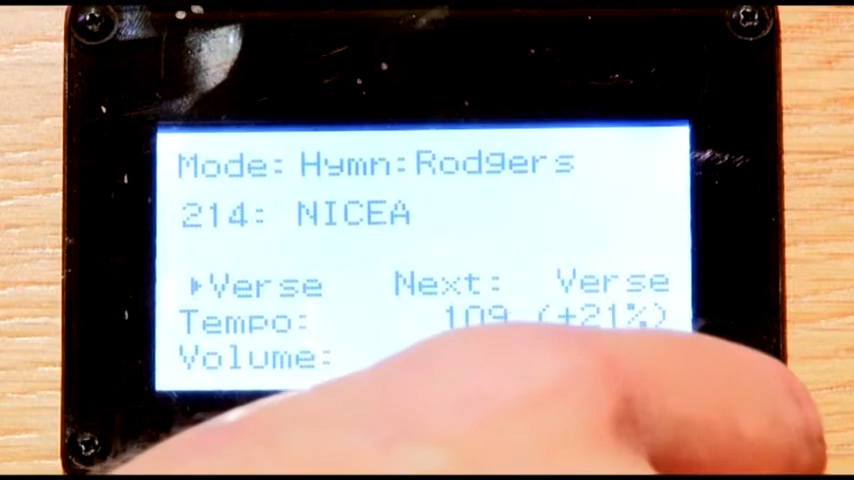 Mode: Hymn:Rodgers
214: NICEA
▸Verse Next: Verse
Tempo: 109 (+21%)
Volume: